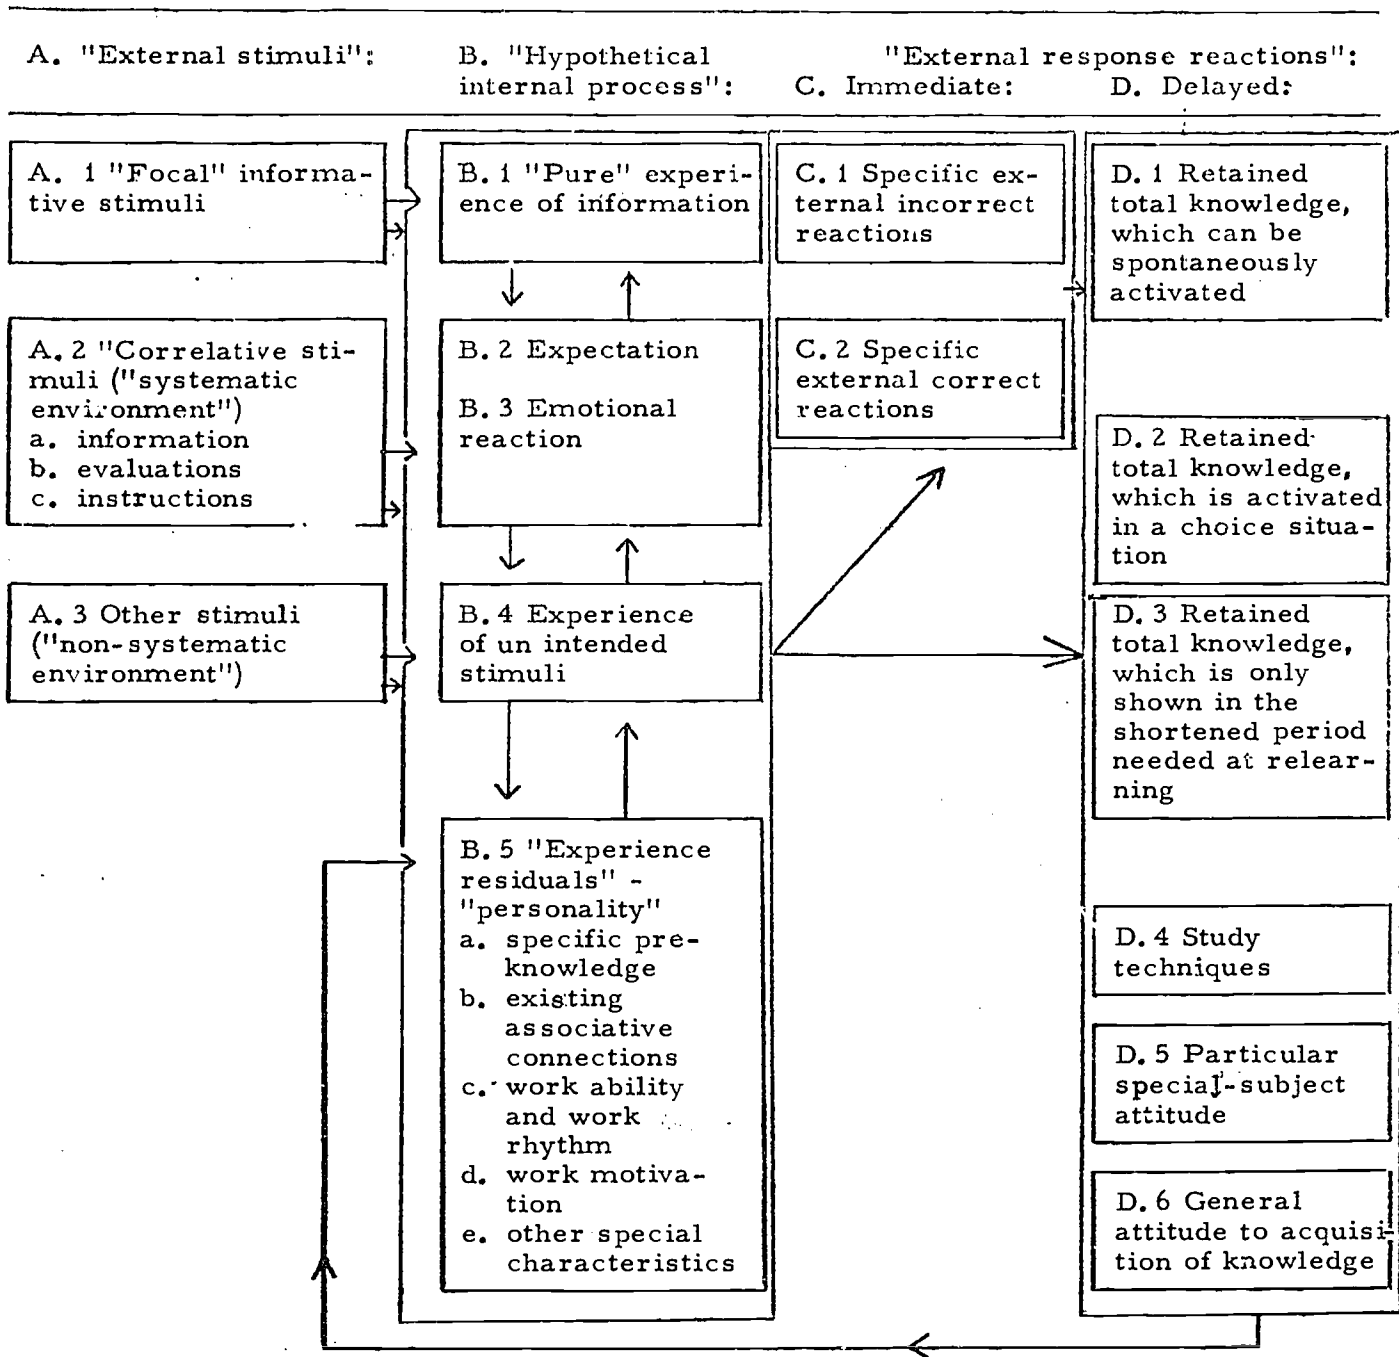 A. "External stimuli":
B. "Hypothetical
internal process":
"External response reactions":
C. Immediate:
D. Delayed:
A. 1 "Focal" informa-
tive stimuli
A. 2 "Correlative sti-
muli ("systematic
environment")
a. information
b. evaluations
c. instructions
A. 3 Other stimuli
("non-systematic
environment")
B. 1 "Pure" experi-
ence of information
B. 2 Expectation
B. 3 Emotional
reaction
B. 4 Experience
of un intended
stimuli
B. 5 "Experience
residuals" -
"personality"
a. specific pre-
knowledge
b. existing
associative
connections
c. work ability
and work
rhythm
d. work motiva-
tion
e. other special
characteristics
C. 1 Specific ex-
ternal incorrect
reactions
C. 2 Specific
external correct
reactions
D. 1 Retained
total knowledge,
which can be
spontaneously
activated
D. 2 Retained
total knowledge,
which is activated
in a choice situa-
tion
D. 3 Retained
total knowledge,
which is only
shown in the
shortened period
needed at relear-
ning
D. 4 Study
techniques
D. 5 Particular
special-subject
attitude
D. 6 General
attitude to acquisi-
tion of knowledge